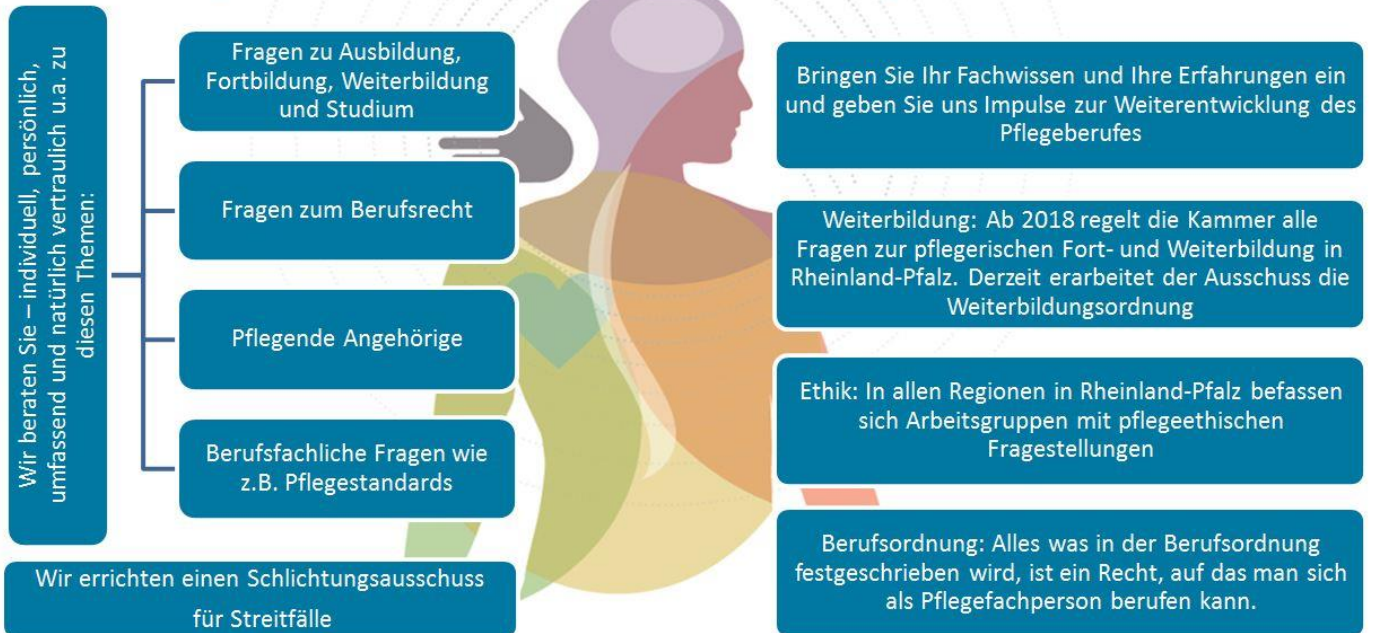 Wir beraten Sie – individuell, persönlich,
umfassend und natürlich vertraulich u.a. zu
diesen Themen:
Fragen zu Ausbildung,
Fortbildung, Weiterbildung
und Studium
Fragen zum Berufsrecht
Pflegende Angehörige
Berufsfachliche Fragen wie
z.B. Pflegestandards
Wir errichten einen Schlichtungsausschuss
für Streitfälle
Bringen Sie Ihr Fachwissen und Ihre Erfahrungen ein
und geben Sie uns Impulse zur Weiterentwicklung des
Pflegeberufes
Weiterbildung: Ab 2018 regelt die Kammer alle
Fragen zur pflegerischen Fort- und Weiterbildung in
Rheinland-Pfalz. Derzeit erarbeitet der Ausschuss die
Weiterbildungsordnung
Ethik: In allen Regionen in Rheinland-Pfalz befassen
sich Arbeitsgruppen mit pflegeethischen
Fragestellungen
Berufsordnung: Alles was in der Berufsordnung
festgeschrieben wird, ist ein Recht, auf das man sich
als Pflegefachperson berufen kann.